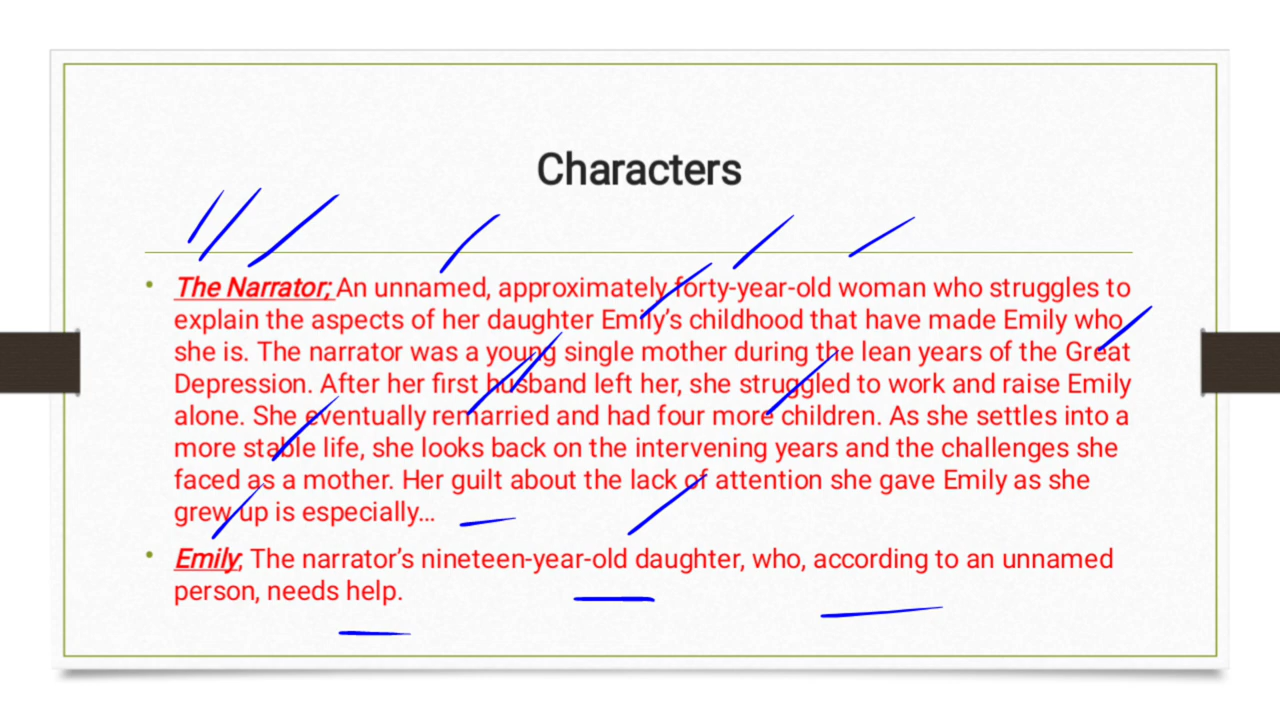 Characters
• The Narrator; An unnamed, approximately forty-year-old woman who struggles to
explain the aspects of her daughter Emily’s childhood that have made Emily who
she is. The narrator was a young single mother during the lean years of the Great
Depression. After her first husband left her, she struggled to work and raise Emily
alone. She eventually remarried and had four more children. As she settles into a
more stable life, she looks back on the intervening years and the challenges she
faced as a mother. Her guilt about the lack of attention she gave Emily as she
grew up is especially…
• Emily; The narrator’s nineteen-year-old daughter, who, according to an unnamed
person, needs help.